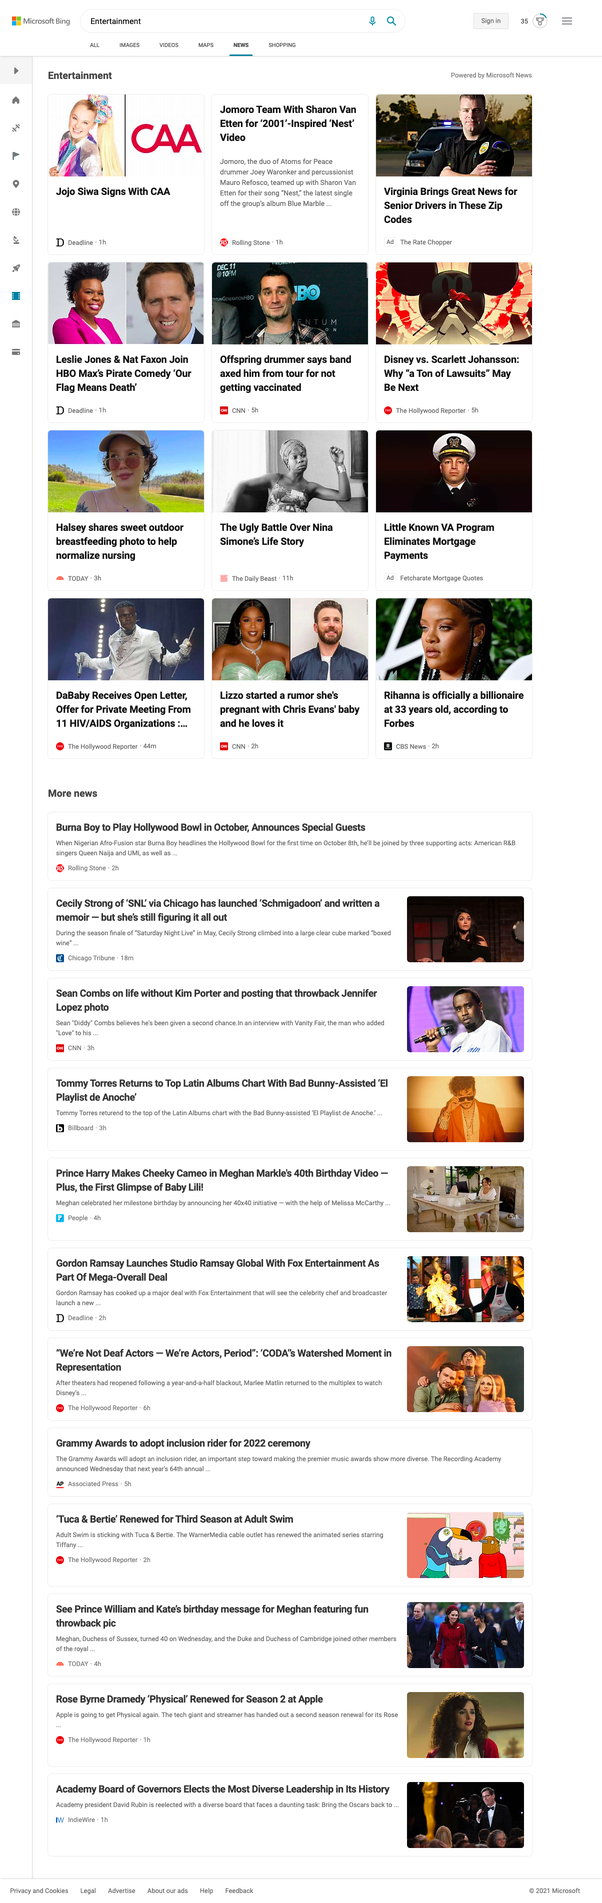 Microsoft Bing
Entertainment
Sign in
35
ALL IMAGES VIDEOS MAPS NEWS SHOPPING
Entertainment
Powered by Microsoft News
CAA
Jojo Siwa Signs With CAA
Deadline · 1h
Jomoro Team With Sharon Van
Etten for ‘2001’-Inspired ‘Nest’
Video
Jomoro, the duo of Atoms for Peace
drummer Joey Waronker and percussionist
Mauro Refosco, teamed up with Sharon Van
Etten for their song “Nest,” the latest single
off the group's album Blue Marble ...
Rolling Stone · 1h
Virginia Brings Great News for
Senior Drivers in These Zip
Codes
Ad The Rate Chopper
Leslie Jones & Nat Faxon Join
HBO Max’s Pirate Comedy ‘Our
Flag Means Death’
Deadline · 1h
DEC.11
@10PM
HBO
Offspring drummer says band
axed him from tour for not
getting vaccinated
CNN · 5h
Disney vs. Scarlett Johansson:
Why “a Ton of Lawsuits” May
Be Next
The Hollywood Reporter · 5h
Halsey shares sweet outdoor
breastfeeding photo to help
normalize nursing
TODAY · 3h
The Ugly Battle Over Nina
Simone’s Life Story
The Daily Beast · 11h
Little Known VA Program
Eliminates Mortgage
Payments
Ad Fetcharate Mortgage Quotes
DaBaby Receives Open Letter,
Offer for Private Meeting From
11 HIV/AIDS Organizations :...
The Hollywood Reporter · 44m
Lizzo started a rumor she's
pregnant with Chris Evans' baby
and he loves it
CNN · 2h
Rihanna is officially a billionaire
at 33 years old, according to
Forbes
CBS News · 2h
More news
Burna Boy to Play Hollywood Bowl in October, Announces Special Guests
When Nigerian Afro-Fusion star Burna Boy headlines the Hollywood Bowl for the first time on October 8th, he’ll be joined by three supporting acts: American R&B
singers Queen Naija and UMI, as well as ...
Rolling Stone · 2h
Cecily Strong of ‘SNL’ via Chicago has launched ‘Schmigadoon’ and written a
memoir — but she’s still figuring it all out
During the season finale of “Saturday Night Live” in May, Cecily Strong climbed into a large clear cube marked “boxed
wine” ...
Chicago Tribune · 18m
Sean Combs on life without Kim Porter and posting that throwback Jennifer
Lopez photo
Sean "Diddy" Combs believes he's been given a second chance.In an interview with Vanity Fair, the man who added
"Love" to his ...
CNN · 3h
Tommy Torres Returns to Top Latin Albums Chart With Bad Bunny-Assisted ‘El
Playlist de Anoche’
Tommy Torres returend to the top of the Latin Albums chart with the Bad Bunny-assisted ‘El Playlist de Anoche.’ ...
Billboard · 3h
Prince Harry Makes Cheeky Cameo in Meghan Markle's 40th Birthday Video —
Plus, the First Glimpse of Baby Lili!
Meghan celebrated her milestone birthday by announcing her 40x40 initiative — with the help of Melissa McCarthy ...
People · 4h
Gordon Ramsay Launches Studio Ramsay Global With Fox Entertainment As
Part Of Mega-Overall Deal
Gordon Ramsay has cooked up a major deal with Fox Entertainment that will see the celebrity chef and broadcaster
launch a new ...
Deadline · 2h
“We’re Not Deaf Actors — We’re Actors, Period”: ‘CODA’’s Watershed Moment in
Representation
After theaters had reopened following a year-and-a-half blackout, Marlee Matlin returned to the multiplex to watch
Disney’s ...
The Hollywood Reporter · 6h
Grammy Awards to adopt inclusion rider for 2022 ceremony
The Grammy Awards will adopt an inclusion rider, an important step toward making the premier music awards show more diverse. The Recording Academy
announced Wednesday that next year's 64th annual ...
AP Associated Press · 5h
‘Tuca & Bertie’ Renewed for Third Season at Adult Swim
Adult Swim is sticking with Tuca & Bertie. The WarnerMedia cable outlet has renewed the animated series starring
Tiffany ...
The Hollywood Reporter · 2h
See Prince William and Kate’s birthday message for Meghan featuring fun
throwback pic
Meghan, Duchess of Sussex, turned 40 on Wednesday, and the Duke and Duchess of Cambridge joined other members
of the royal ...
TODAY · 4h
Rose Byrne Dramedy ‘Physical’ Renewed for Season 2 at Apple
Apple is going to get Physical again. The tech giant and streamer has handed out a second season renewal for its Rose
...
The Hollywood Reporter · 1h
Academy Board of Governors Elects the Most Diverse Leadership in Its History
Academy president David Rubin is reelected with a diverse board that faces a daunting task: Bring the Oscars back to ...
IW IndieWire · 1h
Privacy and Cookies Legal Advertise About our ads Help Feedback
© 2021 Microsoft